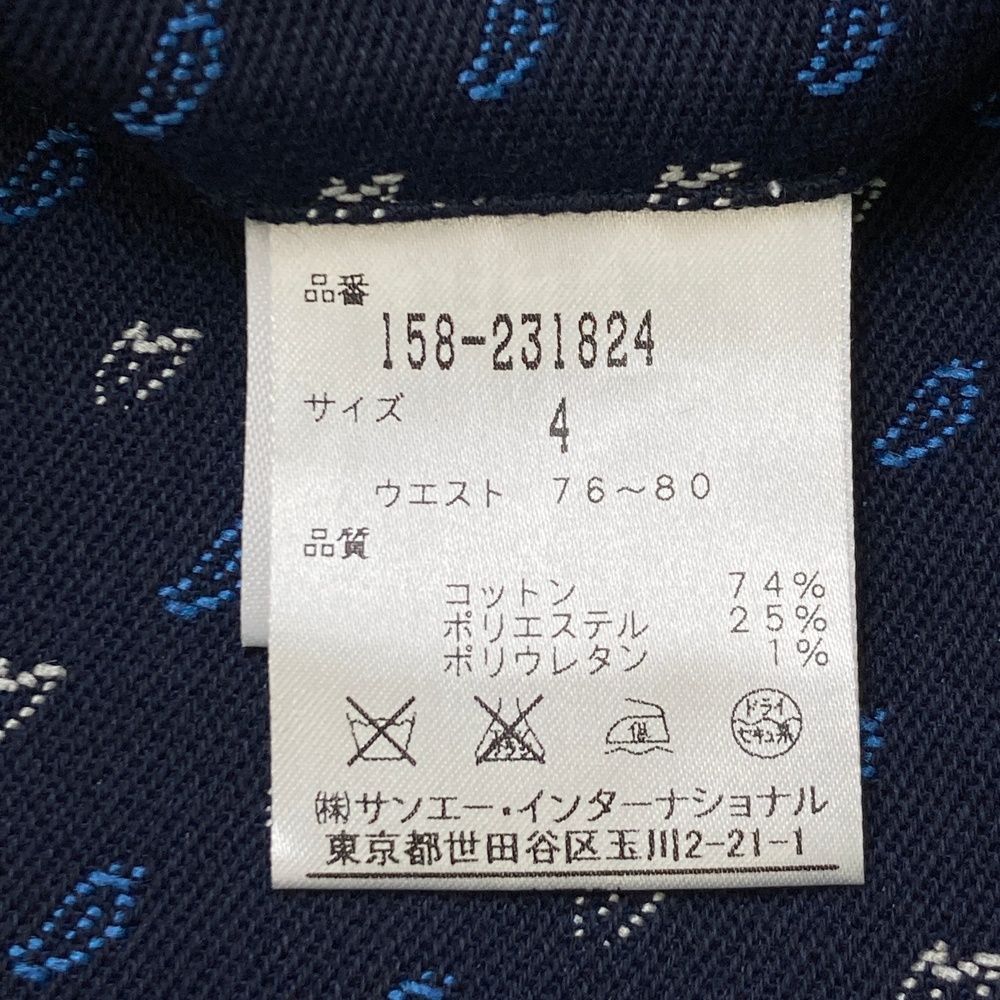 品番
158-231824
サイズ 4
ウエスト 76～80
品質
コットン 74%
ポリエステル 25%
ポリウレタン 1%
低 ドライ
セキユ系
㈱サンエー・インターナショナル
東京都世田谷区玉川2-21-1